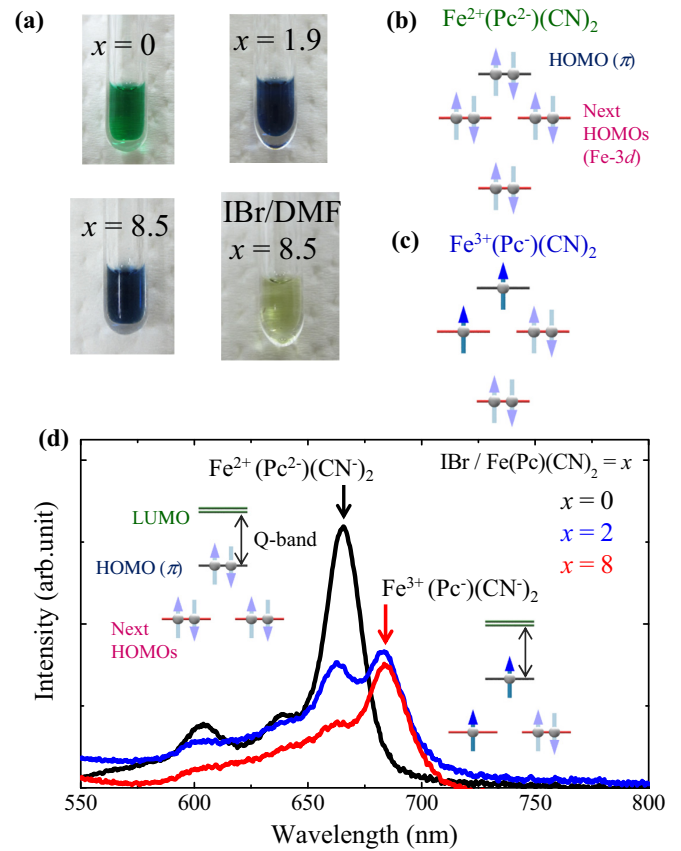 (a)
x = 0
x = 1.9
x = 8.5
IBr/DMF
x = 8.5
(b)
Fe²⁺(Pc²⁻)(CN)₂
HOMO (π)
Next
HOMOs
(Fe-3d)
(c)
Fe³⁺(Pc⁻)(CN)₂
(d)
Fe²⁺ (Pc²⁻)(CN⁻)₂
IBr / Fe(Pc)(CN)₂ = x
x = 0
x = 2
x = 8
LUMO
Q-band
HOMO (π)
Fe³⁺ (Pc⁻)(CN⁻)₂
Next
HOMOs
Intensity (arb.unit)
550 600 650 700 750 800
Wavelength (nm)